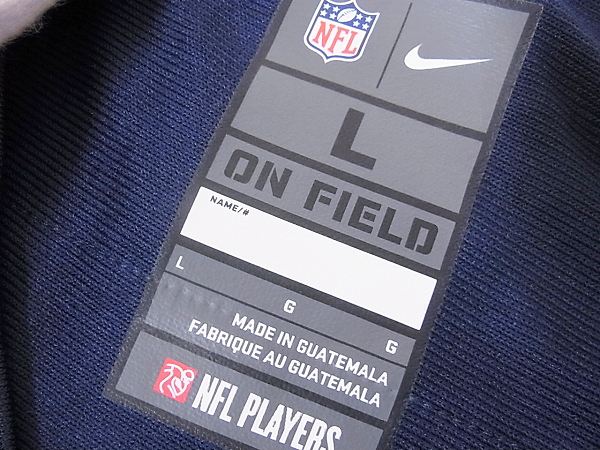 NFL
L
ON FIELD
NAME/#
L G G
MADE IN GUATEMALA
FABRIQUE AU GUATEMALA
NFL PLAYERS